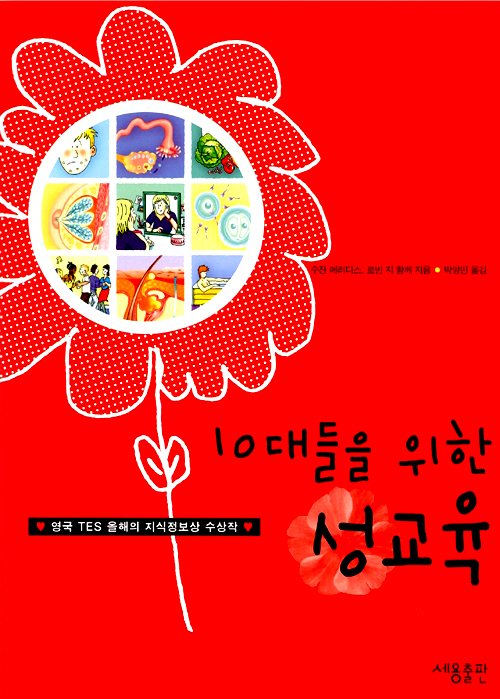 수잔 메러디스, 로빈 지 함께 지음 ● 박영민 옮김
10대들을 위한
성교육
♥ 영국 TES 올해의 지식정보상 수상작 ♥
세용출판